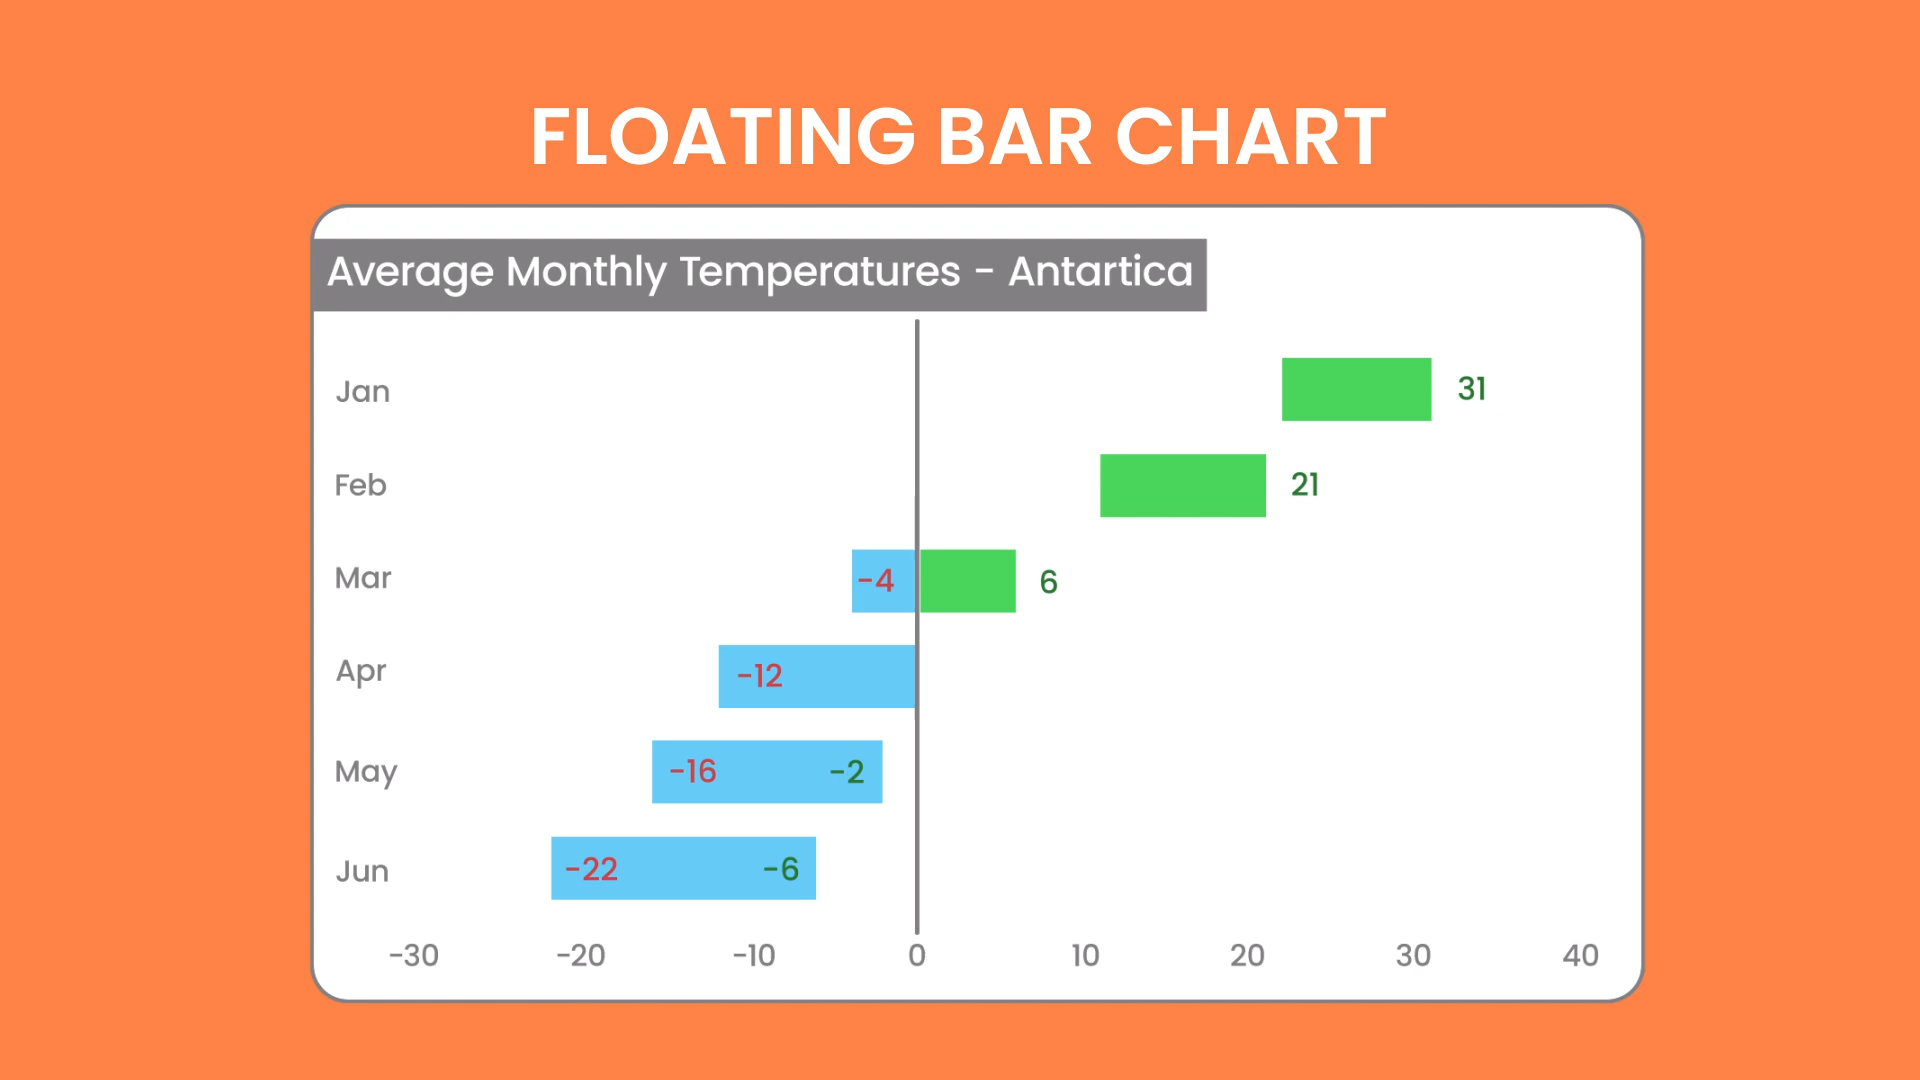 FLOATING BAR CHART
Average Monthly Temperatures - Antartica
Jan 31
Feb 21
Mar -4 6
Apr -12
May -16 -2
Jun -22 -6
-30 -20 -10 0 10 20 30 40